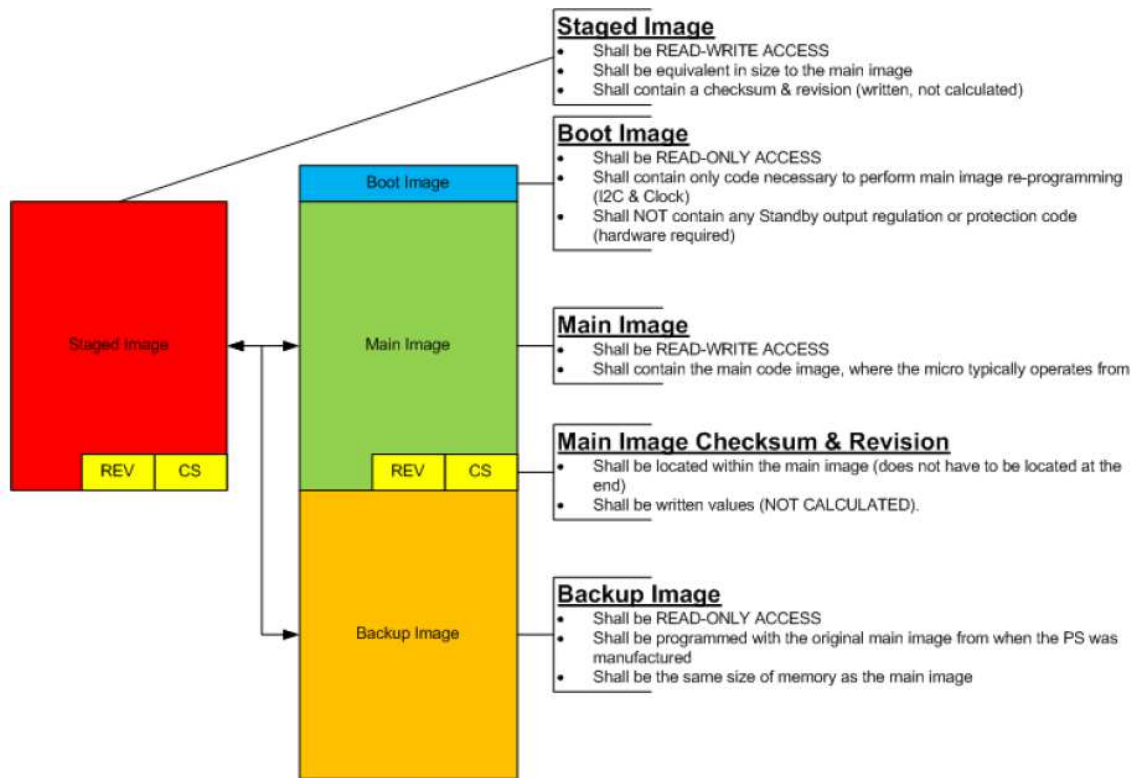 Staged Image
• Shall be READ-WRITE ACCESS
• Shall be equivalent in size to the main image
• Shall contain a checksum & revision (written, not calculated)
Boot Image
• Shall be READ-ONLY ACCESS
• Shall contain only code necessary to perform main image re-programming
(I2C & Clock)
• Shall NOT contain any Standby output regulation or protection code
(hardware required)
Boot Image
Staged Image
Main Image
Main Image
• Shall be READ-WRITE ACCESS
• Shall contain the main code image, where the micro typically operates from
REV CS
REV CS
Main Image Checksum & Revision
• Shall be located within the main image (does not have to be located at the
end)
• Shall be written values (NOT CALCULATED).
Backup Image
Backup Image
• Shall be READ-ONLY ACCESS
• Shall be programmed with the original main image from when the PS was
manufactured
• Shall be the same size of memory as the main image